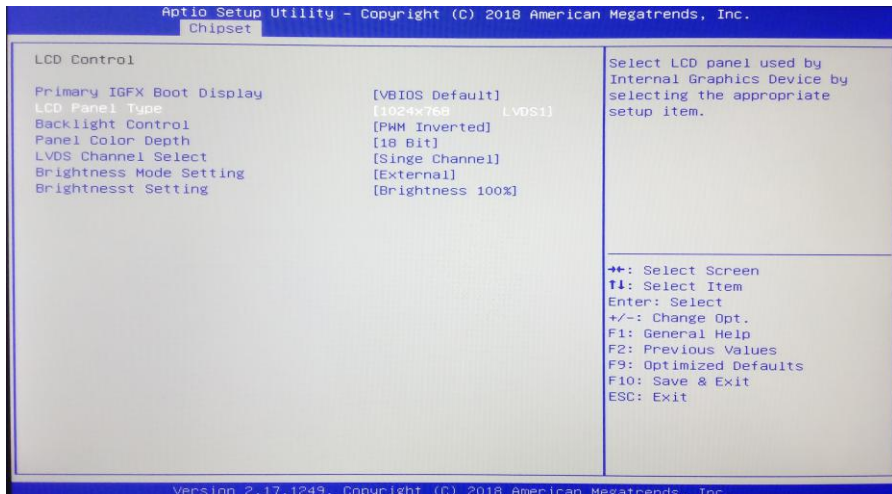 Aptio Setup Utility – Copyright (C) 2018 American Megatrends, Inc.
Chipset
LCD Control
Primary IGFX Boot Display [VBIOS Default]
LCD Panel Type [1024x768 LVDS1]
Backlight Control [PWM Inverted]
Panel Color Depth [18 Bit]
LVDS Channel Select [Singe Channel]
Brightness Mode Setting [External]
Brightnesst Setting [Brightness 100%]
Select LCD panel used by
Internal Graphics Device by
selecting the appropriate
setup item.
→←: Select Screen
↑↓: Select Item
Enter: Select
+/-: Change Opt.
F1: General Help
F2: Previous Values
F9: Optimized Defaults
F10: Save & Exit
ESC: Exit
Version 2.17.1249. Copyright (C) 2018 American Megatrends, Inc.